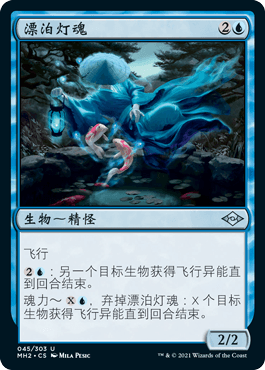 漂泊灯魂 2
生物～精怪
飞行
2：另一个目标生物获得飞行异能直
到回合结束。
魂力～X，弃掉漂泊灯魂：X 个目
标生物获得飞行异能直到回合结束。
2/2
045/303 U
MH2 • CS MILA PESIC
™ & © 2021 Wizards of the Coast